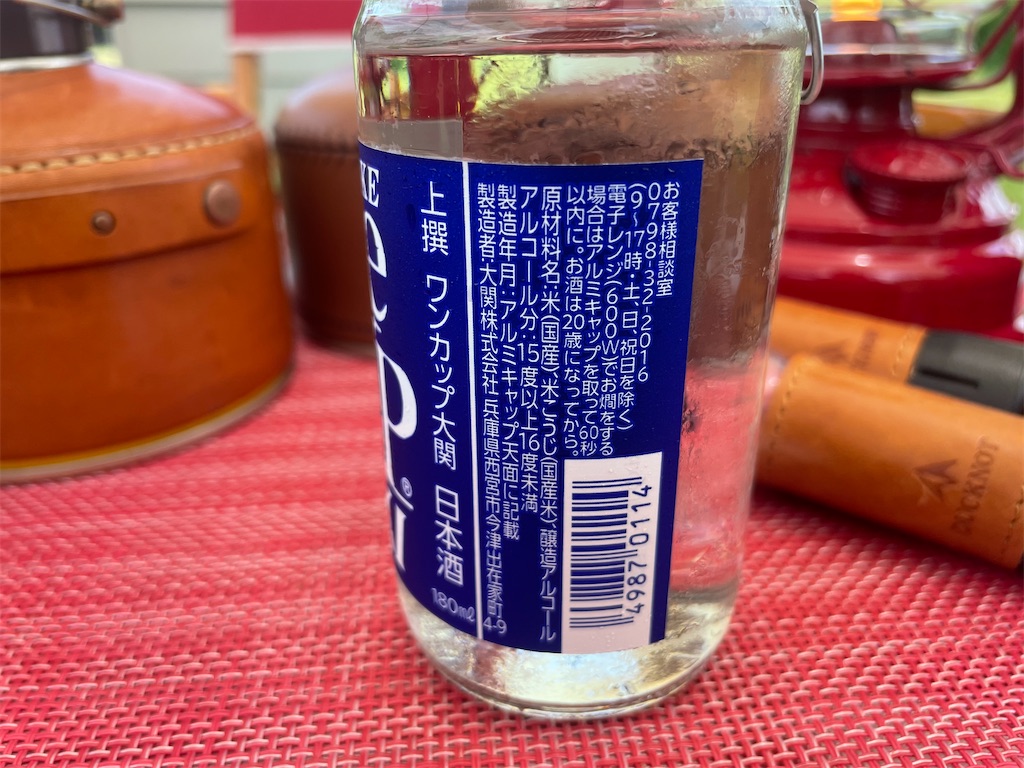 上撰 ワンカップ大関 日本酒
180ml
お客様相談室
0798-32-2016
(9〜17時・土、日、祝日を除く)
電子レンジ(600W)でお燗をする
場合はアルミキャップを取って60秒
以内に。お酒は20歳になってから。
原材料名:米(国産)、米こうじ(国産米)、醸造アルコール
アルコール分:15度以上16度未満
製造年月:アルミキャップ天面に記載
製造者:大関株式会社 兵庫県西宮市今津出在家町4-9
4987 0114